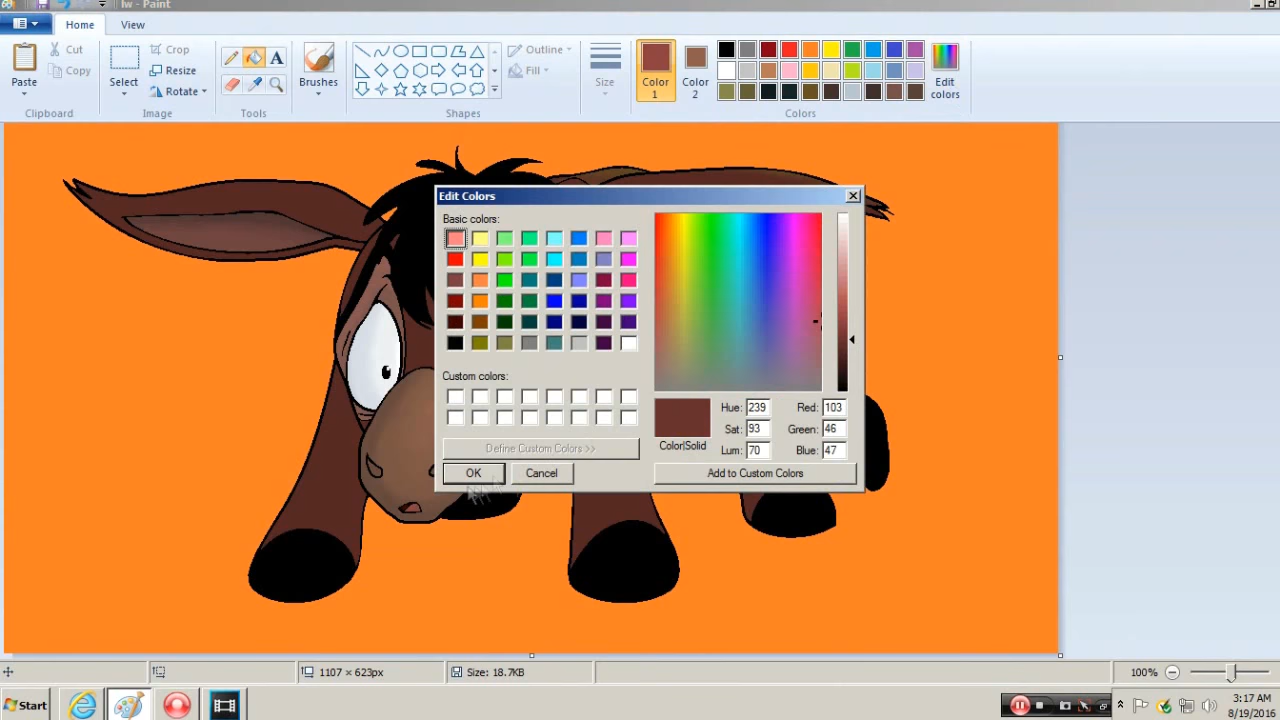 lw - Paint
Home
View
Paste
Cut
Copy
Clipboard
Select
Crop
Resize
Rotate
Image
Tools
Brushes
Shapes
Outline
Fill
Size
Color 1
Color 2
Edit colors
Colors
Edit Colors
Basic colors:
Custom colors:
Define Custom Colors >>
OK
Cancel
Color|Solid
Hue: 239
Sat: 93
Lum: 70
Red: 103
Green: 46
Blue: 47
Add to Custom Colors
1107 × 623px
Size: 18.7KB
100%
Start
3:17 AM
8/19/2016